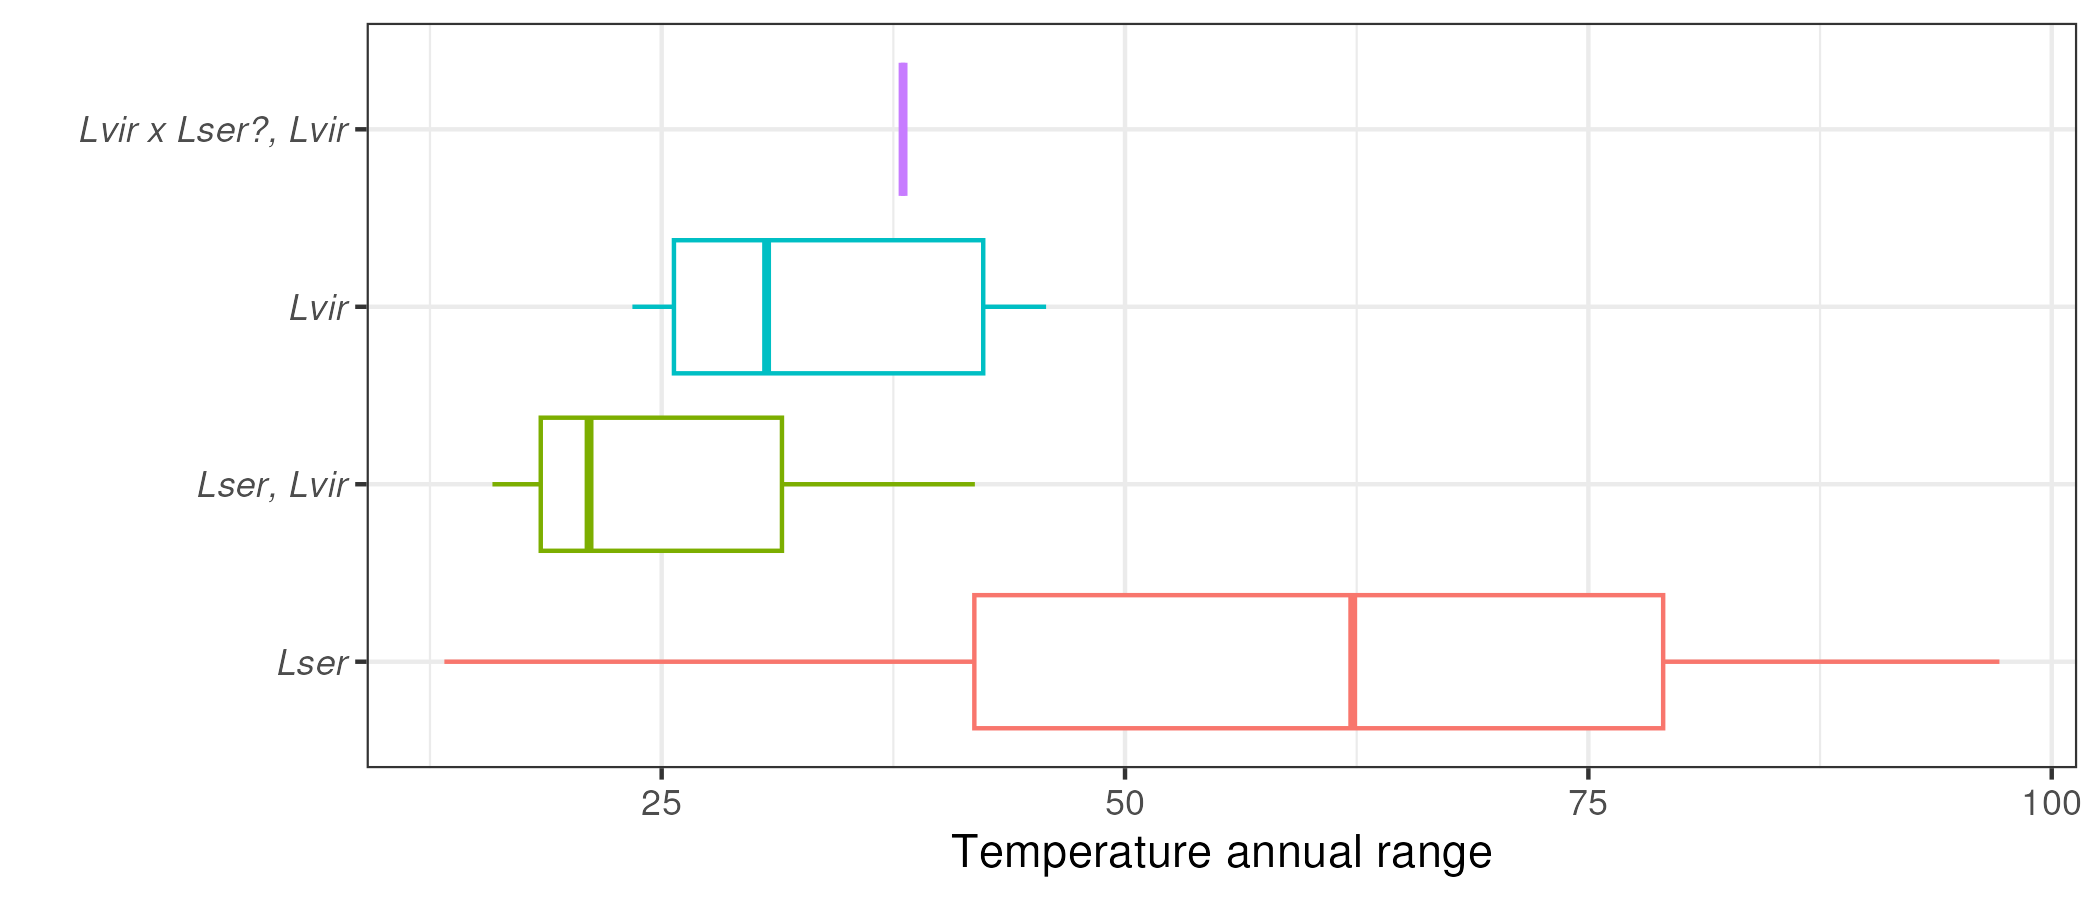 Lvir x Lser?, Lvir
Lvir
Lser, Lvir
Lser
25 50 75 100
Temperature annual range